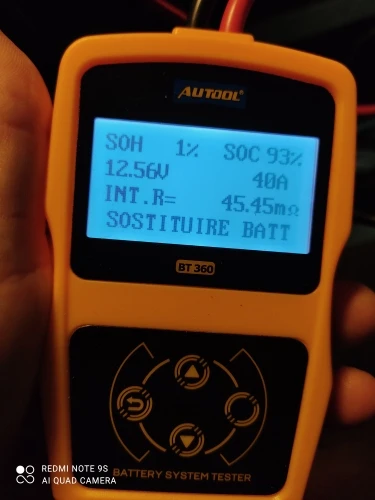 AUTOOL®
SOH 1% SOC 93%
12.56V 40A
INT.R= 45.45mΩ
SOSTITUIRE BATT
BT 360
BATTERY SYSTEM TESTER
REDMI NOTE 9S
AI QUAD CAMERA